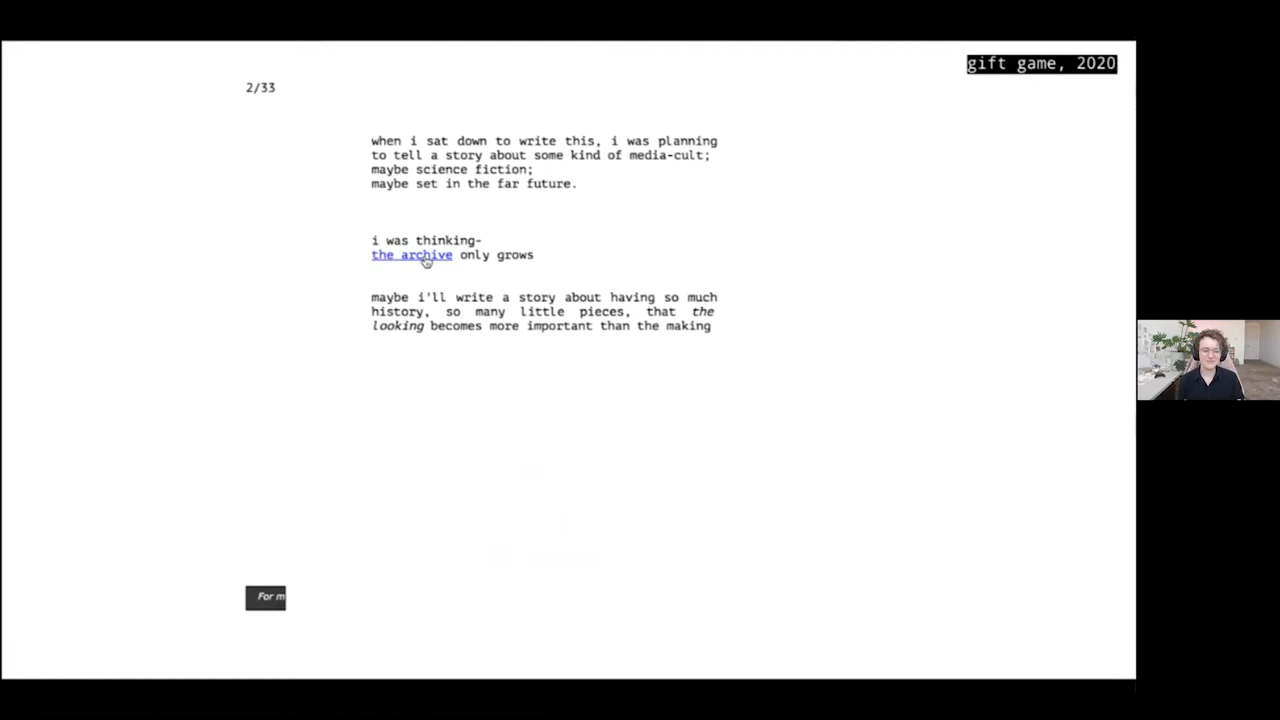 gift game, 2020
2/33
when i sat down to write this, i was planning
to tell a story about some kind of media-cult;
maybe science fiction;
maybe set in the far future.
i was thinking-
the archive only grows
maybe i'll write a story about having so much
history, so many little pieces, that the
looking becomes more important than the making
For m